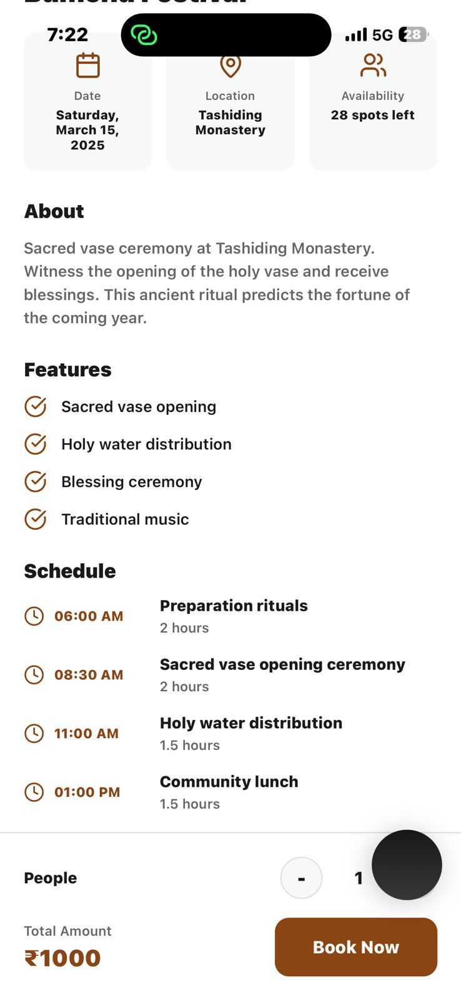 Bumchu Festival
7:22
5G 28
Date
Saturday,
March 15,
2025
Location
Tashiding
Monastery
Availability
28 spots left
About
Sacred vase ceremony at Tashiding Monastery.
Witness the opening of the holy vase and receive
blessings. This ancient ritual predicts the fortune of
the coming year.
Features
Sacred vase opening
Holy water distribution
Blessing ceremony
Traditional music
Schedule
06:00 AM
Preparation rituals
2 hours
08:30 AM
Sacred vase opening ceremony
2 hours
11:00 AM
Holy water distribution
1.5 hours
01:00 PM
Community lunch
1.5 hours
People
- 1
Total Amount
₹1000
Book Now